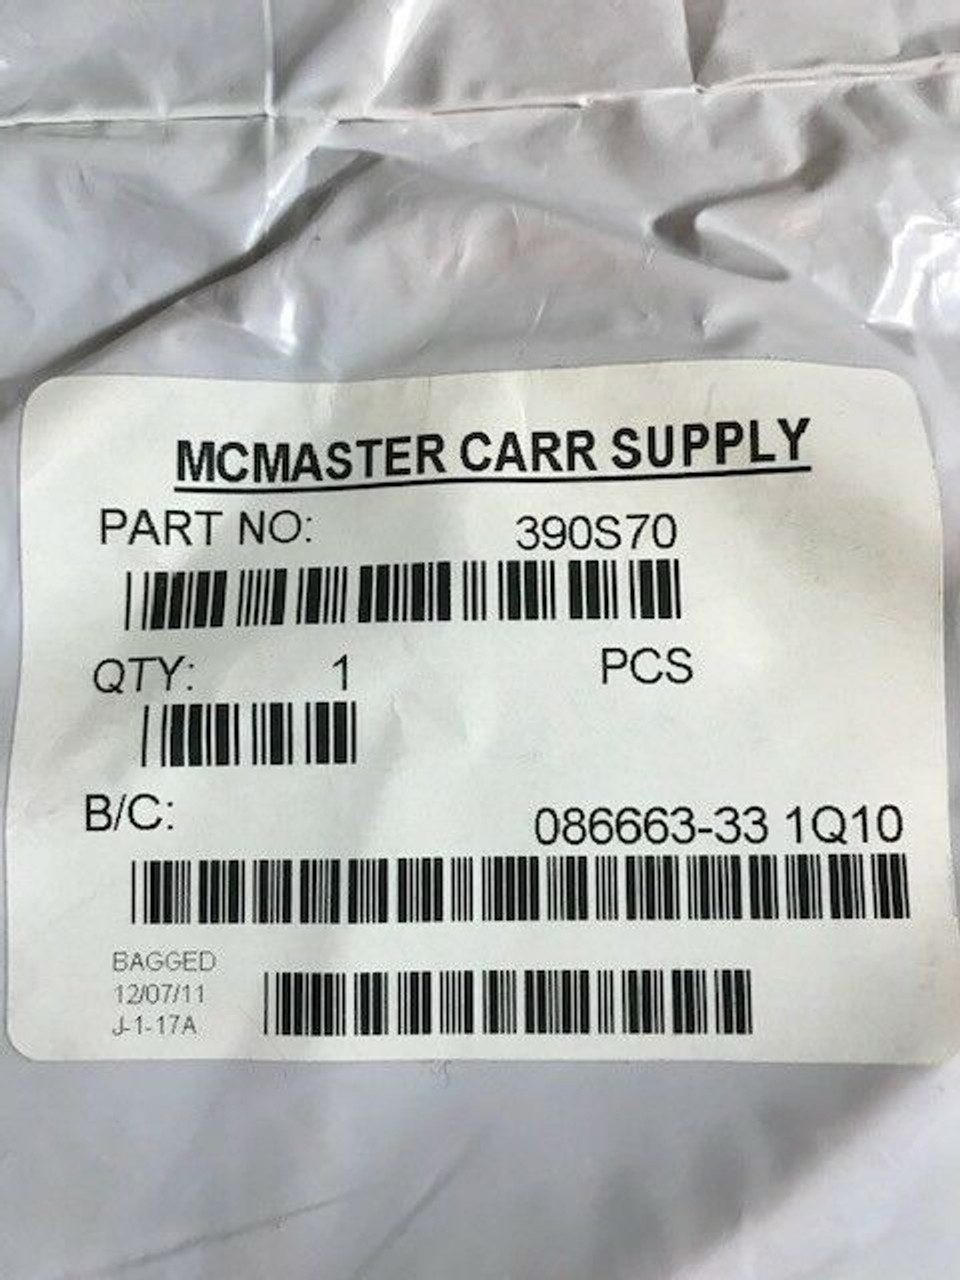 MCMASTER CARR SUPPLY
PART NO: 390S70
QTY: 1 PCS
B/C: 086663-33 1Q10
BAGGED
12/07/11
J-1-17A